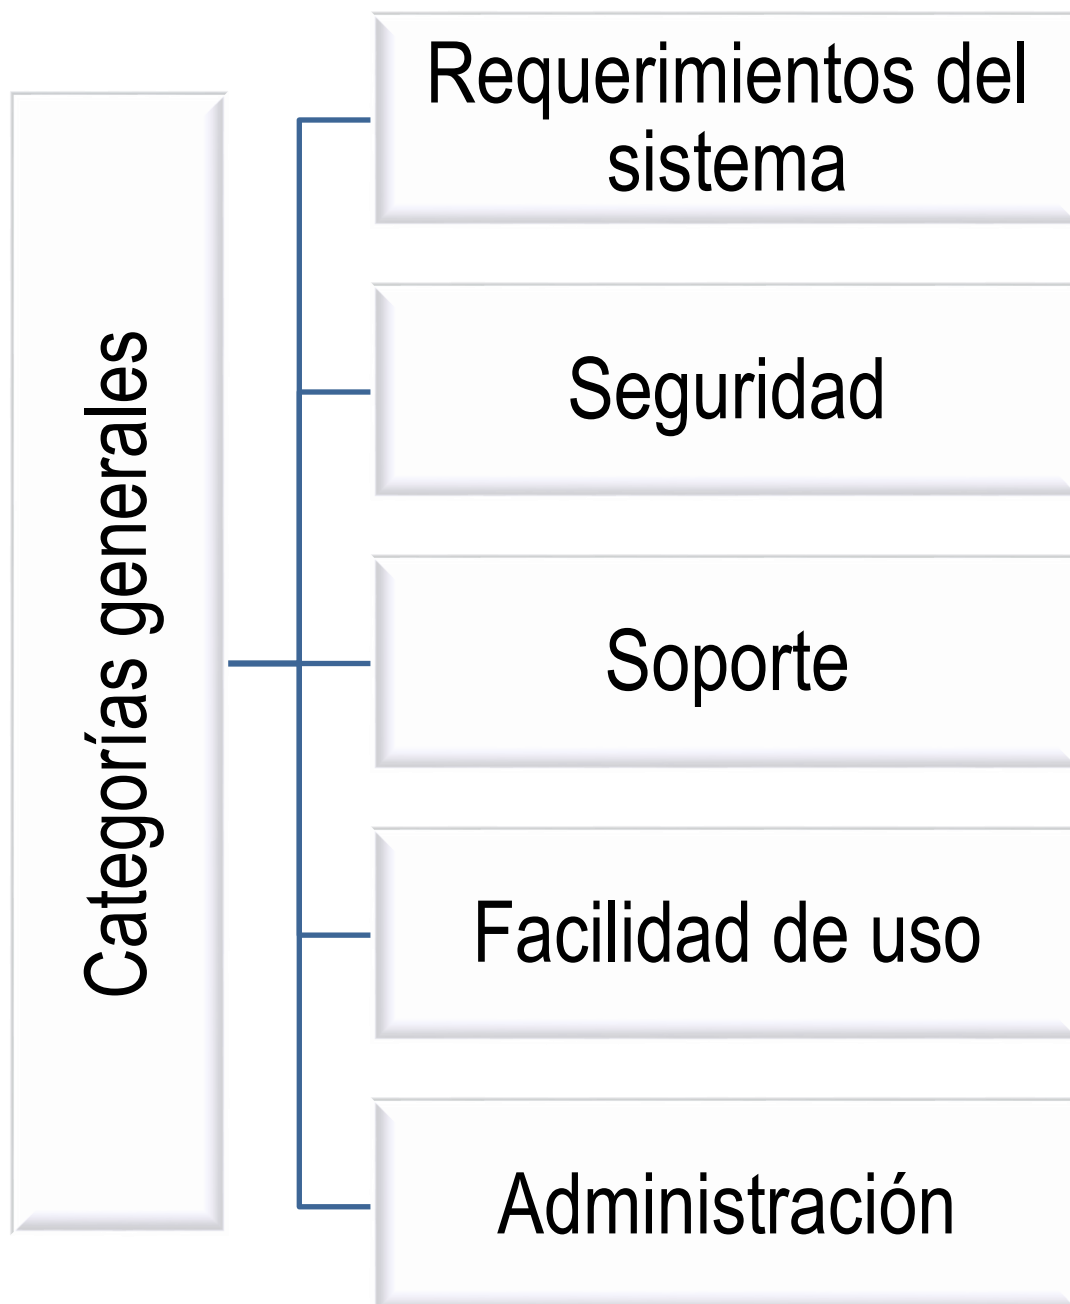 Categorías generales
Requerimientos del
sistema
Seguridad
Soporte
Facilidad de uso
Administración